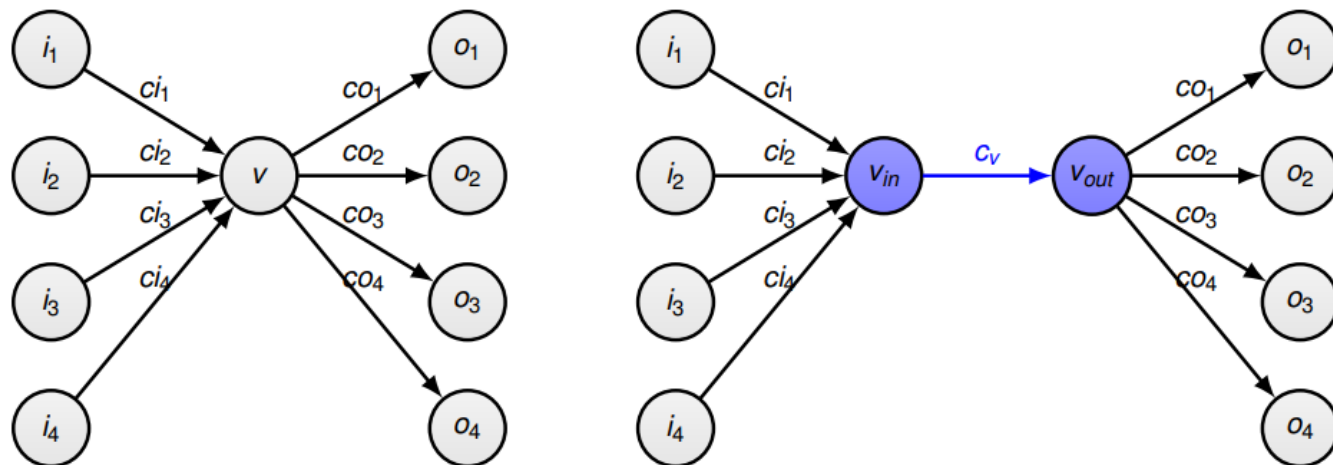 i₁ o₁ i₁ o₁
ci₁ co₁ ci₁ co₁
ci₂ co₂ ci₂ cᵥ co₂
i₂ v o₂ i₂ vᵢₙ vₒᵤₜ o₂
ci₃ co₃ ci₃ co₃
ci₄ co₄ ci₄ co₄
i₃ o₃ i₃ o₃
i₄ o₄ i₄ o₄